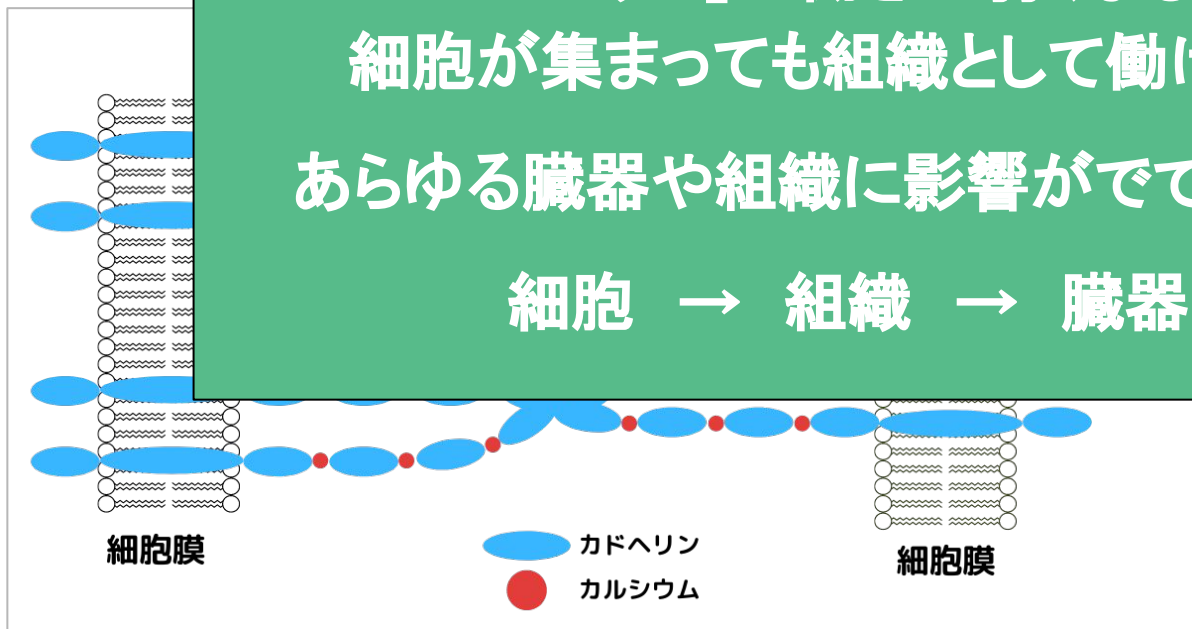 細胞が集まっても組織として働け
あらゆる臓器や組織に影響がでて
細胞 → 組織 → 臓器
細胞膜
カドヘリン
カルシウム
細胞膜